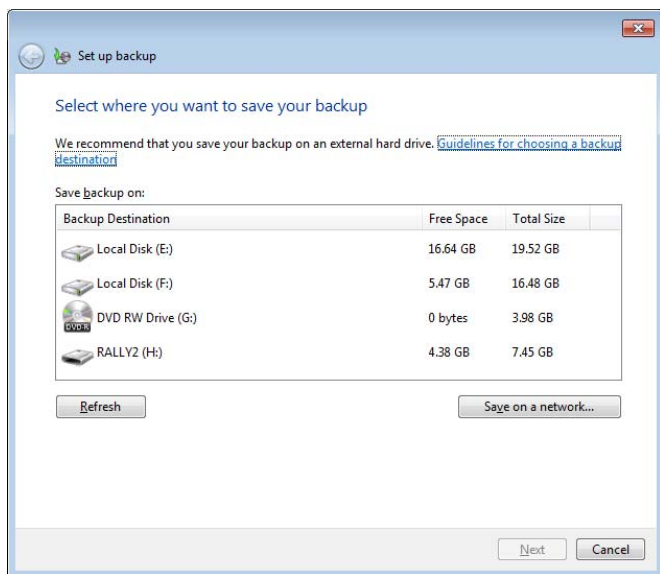 Set up backup
Select where you want to save your backup
We recommend that you save your backup on an external hard drive. Guidelines for choosing a backup
destination
Save backup on:
Backup Destination Free Space Total Size
Local Disk (E:) 16.64 GB 19.52 GB
Local Disk (F:) 5.47 GB 16.48 GB
DVD RW Drive (G:) 0 bytes 3.98 GB
DVD-R
RALLY2 (H:) 4.38 GB 7.45 GB
Refresh Save on a network...
Next Cancel